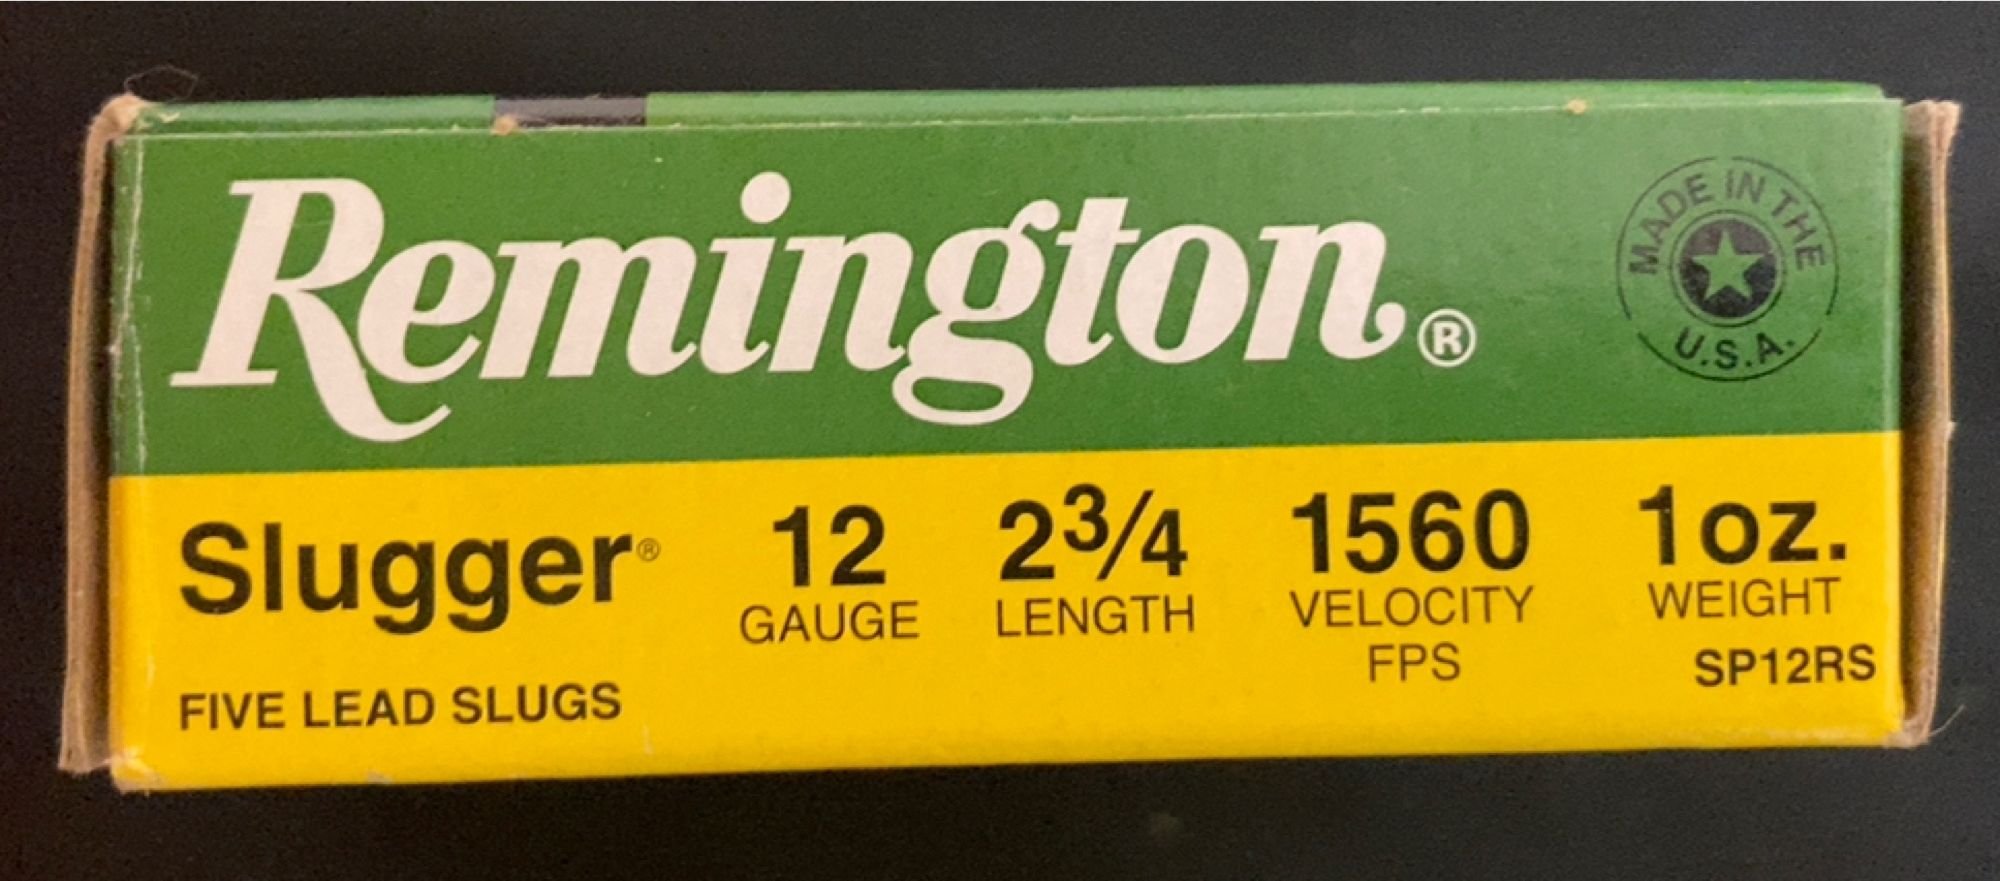 Remington®
MADE IN THE
U.S.A.
Slugger®
12
GAUGE
2¾
LENGTH
1560
VELOCITY
FPS
1oz.
WEIGHT
SP12RS
FIVE LEAD SLUGS